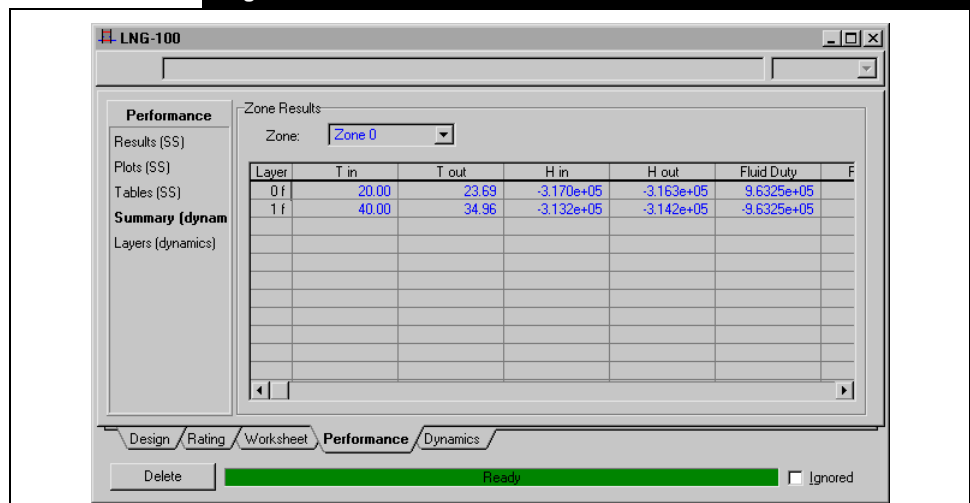 LNG-100
Performance
Results (SS)
Plots (SS)
Tables (SS)
Summary (dynam
Layers (dynamics)
Zone Results
Zone: Zone 0
Layer T in T out H in H out Fluid Duty F
0 f 20.00 23.69 -3.170e+05 -3.163e+05 9.6325e+05
1 f 40.00 34.96 -3.132e+05 -3.142e+05 -9.6325e+05
Design Rating Worksheet Performance Dynamics
Delete Ready Ignored